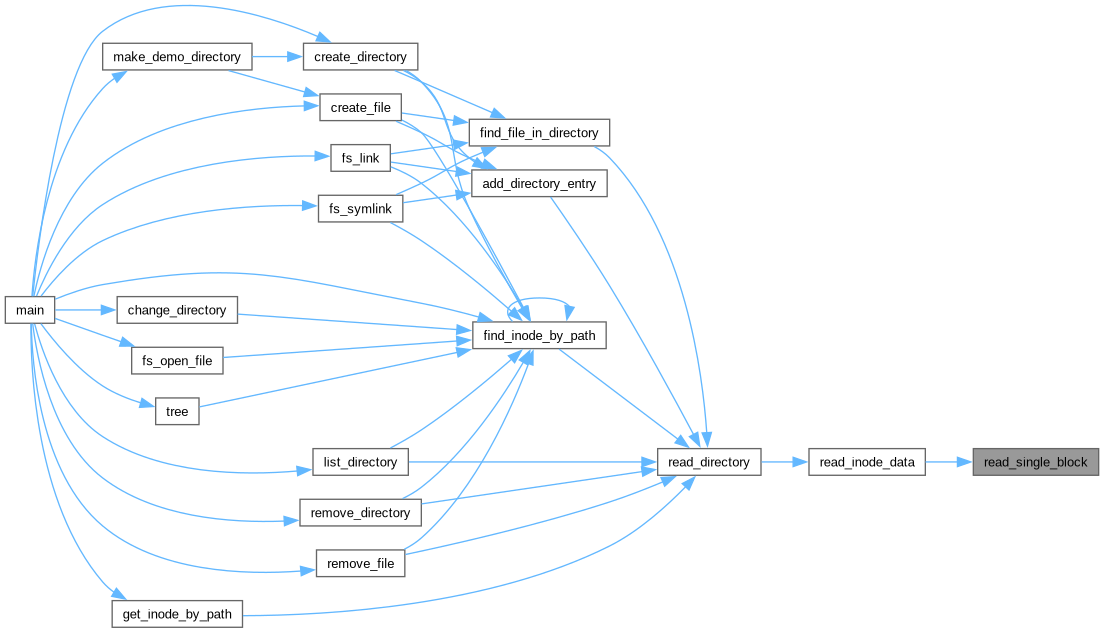 make_demo_directory
create_directory
create_file
find_file_in_directory
fs_link
add_directory_entry
fs_symlink
main
change_directory
find_inode_by_path
fs_open_file
tree
list_directory
read_directory
read_inode_data
read_single_block
remove_directory
remove_file
get_inode_by_path